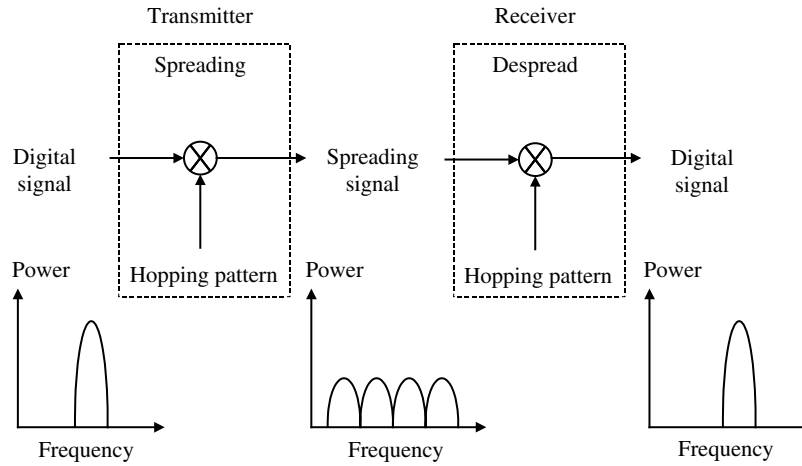 Transmitter
Receiver
Spreading
Despread
Digital
signal
Spreading
signal
Digital
signal
Hopping pattern
Hopping pattern
Power
Power
Power
Frequency
Frequency
Frequency